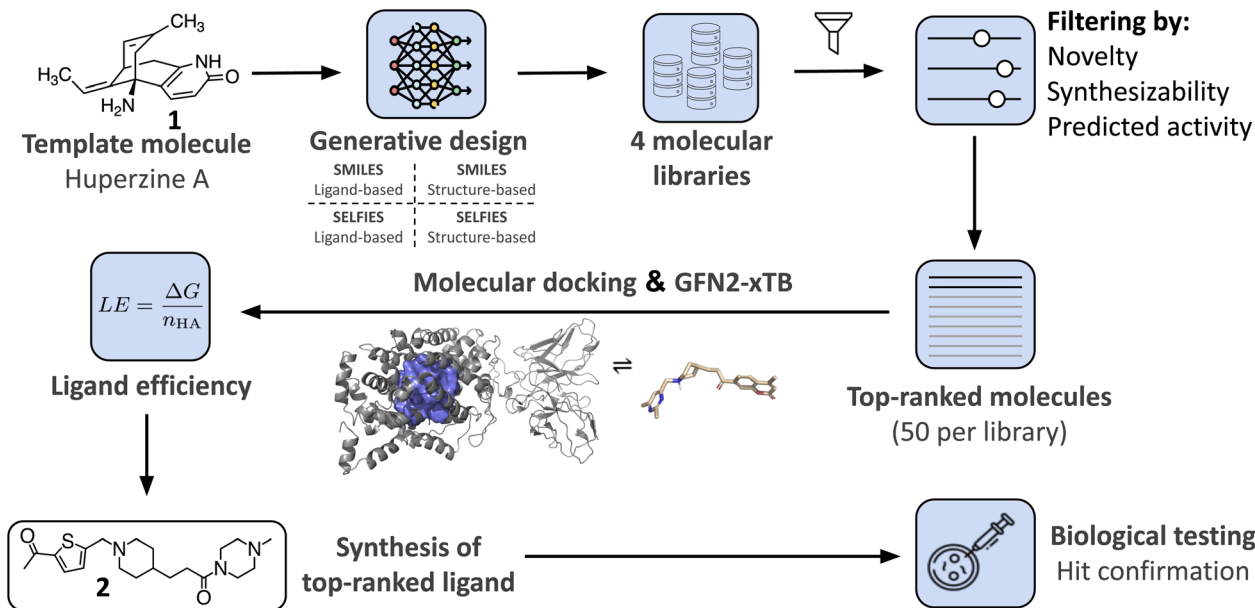 CH₃
H₃C
NH
O
H₂N
1
Template molecule
Huperzine A
Generative design
SMILES
Ligand-based
SMILES
Structure-based
SELFIES
Ligand-based
SELFIES
Structure-based
4 molecular
libraries
Filtering by:
Novelty
Synthesizability
Predicted activity
Top-ranked molecules
(50 per library)
Molecular docking & GFN2-xTB
LE = ΔG / n_HA
Ligand efficiency
O
S
N
N
N
O
2
Synthesis of
top-ranked ligand
Biological testing
Hit confirmation